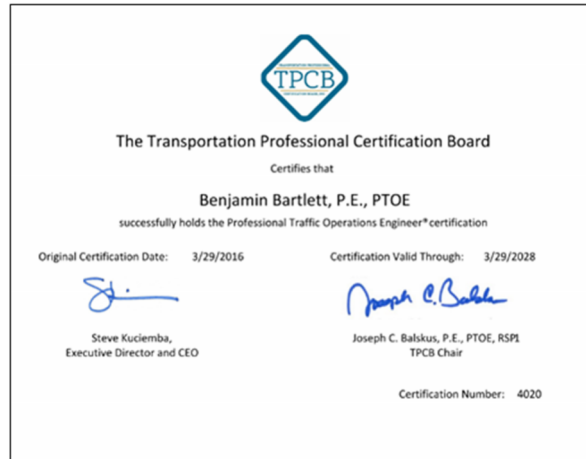 TPCB
The Transportation Professional Certification Board
Certifies that
Benjamin Bartlett, P.E., PTOE
successfully holds the Professional Traffic Operations Engineer® certification
Original Certification Date: 3/29/2016
Certification Valid Through: 3/29/2028
Joseph C. Balskus
Steve Kuciemba,
Executive Director and CEO
Joseph C. Balskus, P.E., PTOE, RSP1
TPCB Chair
Certification Number: 4020